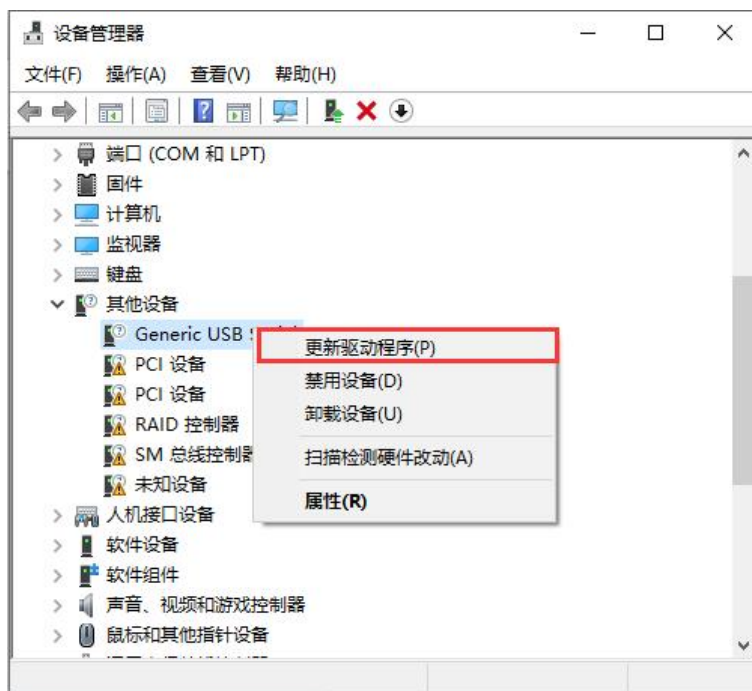 设备管理器
文件(F) 操作(A) 查看(V) 帮助(H)
端口 (COM 和 LPT)
固件
计算机
监视器
键盘
其他设备
Generic USB
更新驱动程序(P)
PCI 设备
禁用设备(D)
PCI 设备
卸载设备(U)
RAID 控制器
SM 总线控制器
扫描检测硬件改动(A)
未知设备
属性(R)
人机接口设备
软件设备
软件组件
声音、视频和游戏控制器
鼠标和其他指针设备